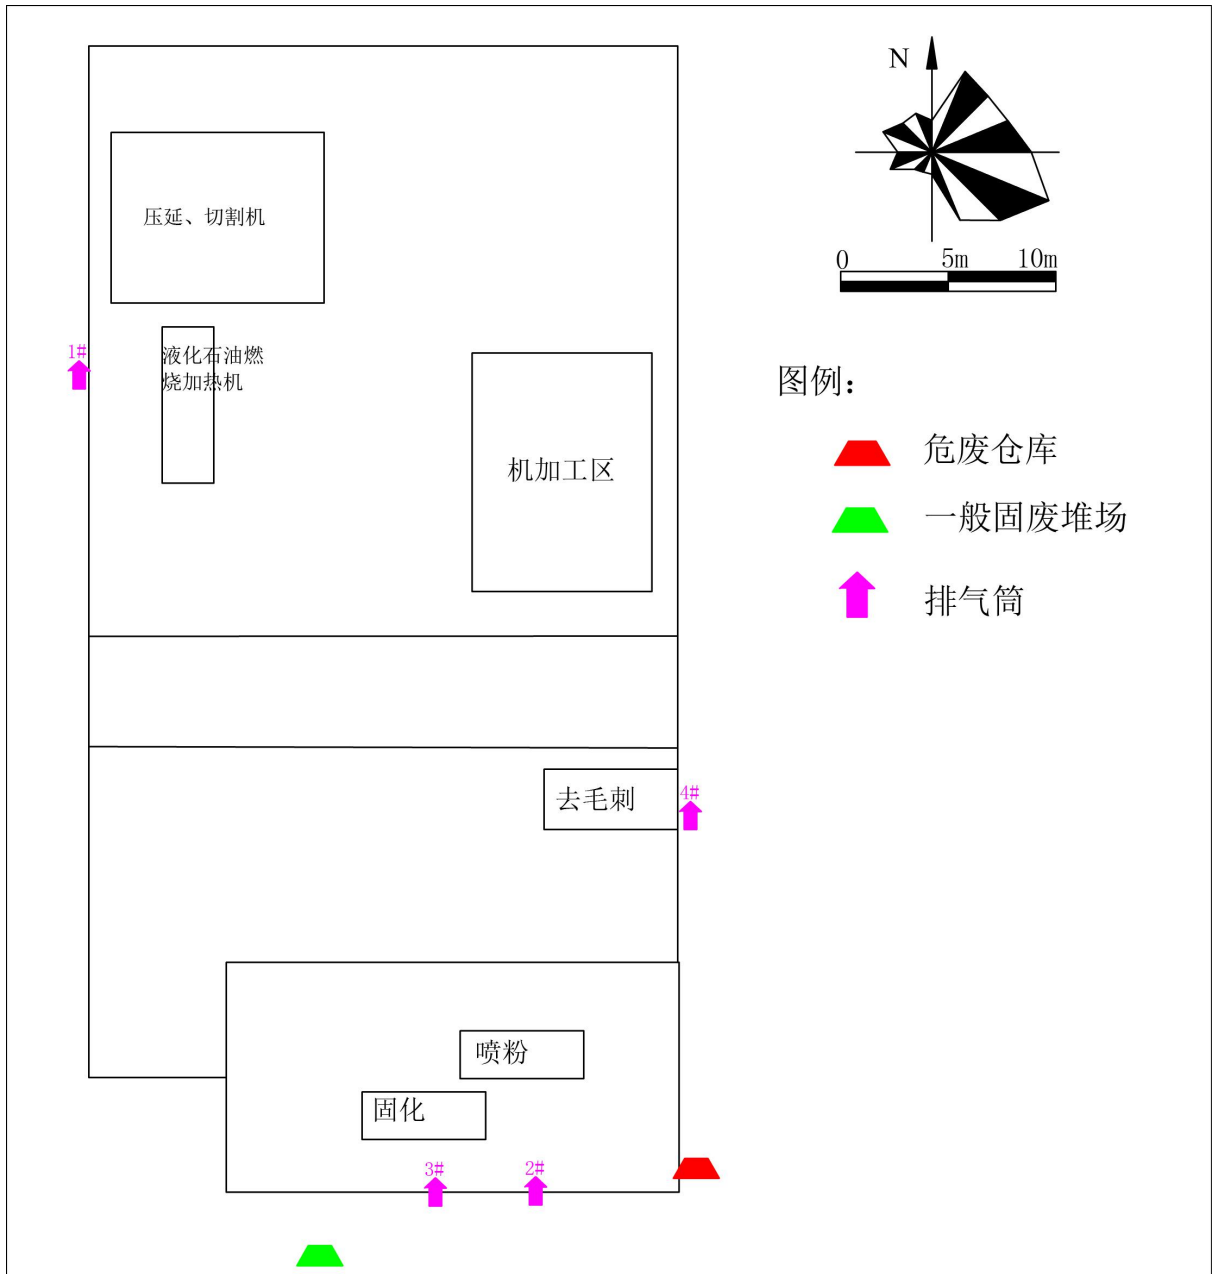 N
0 5m 10m
压延、切割机
1#
液化石油燃
烧加热机
图例：
机加工区
危废仓库
一般固废堆场
排气筒
去毛刺
4#
喷粉
固化
3#
2#